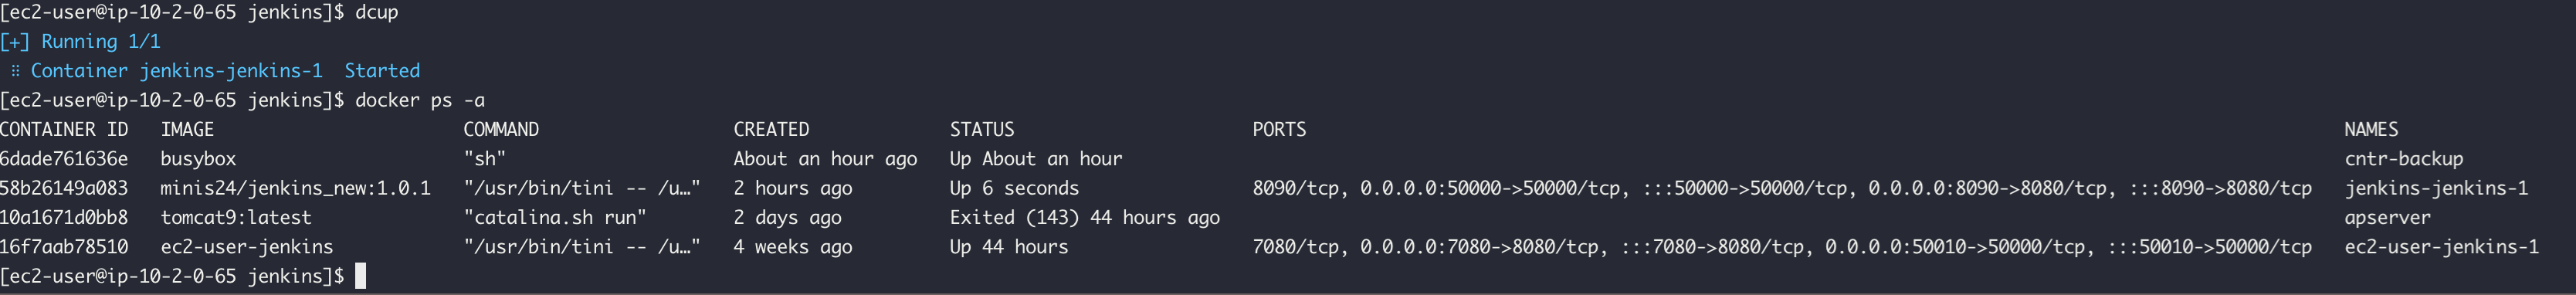 [ec2-user@ip-10-2-0-65 jenkins]$ dcup
[+] Running 1/1
⠿ Container jenkins-jenkins-1  Started
[ec2-user@ip-10-2-0-65 jenkins]$ docker ps -a
CONTAINER ID   IMAGE                       COMMAND                  CREATED             STATUS                      PORTS                                                                                            NAMES
6dade761636e   busybox                     "sh"                     About an hour ago   Up About an hour                                                                                                             cntr-backup
58b26149a083   minis24/jenkins_new:1.0.1   "/usr/bin/tini -- /u…"   2 hours ago         Up 6 seconds                8090/tcp, 0.0.0.0:50000->50000/tcp, :::50000->50000/tcp, 0.0.0.0:8090->8080/tcp, :::8090->8080/tcp   jenkins-jenkins-1
10a1671d0bb8   tomcat9:latest              "catalina.sh run"        2 days ago          Exited (143) 44 hours ago                                                                                                    apserver
16f7aab78510   ec2-user-jenkins            "/usr/bin/tini -- /u…"   4 weeks ago         Up 44 hours                 7080/tcp, 0.0.0.0:7080->8080/tcp, :::7080->8080/tcp, 0.0.0.0:50010->50000/tcp, :::50010->50000/tcp   ec2-user-jenkins-1
[ec2-user@ip-10-2-0-65 jenkins]$